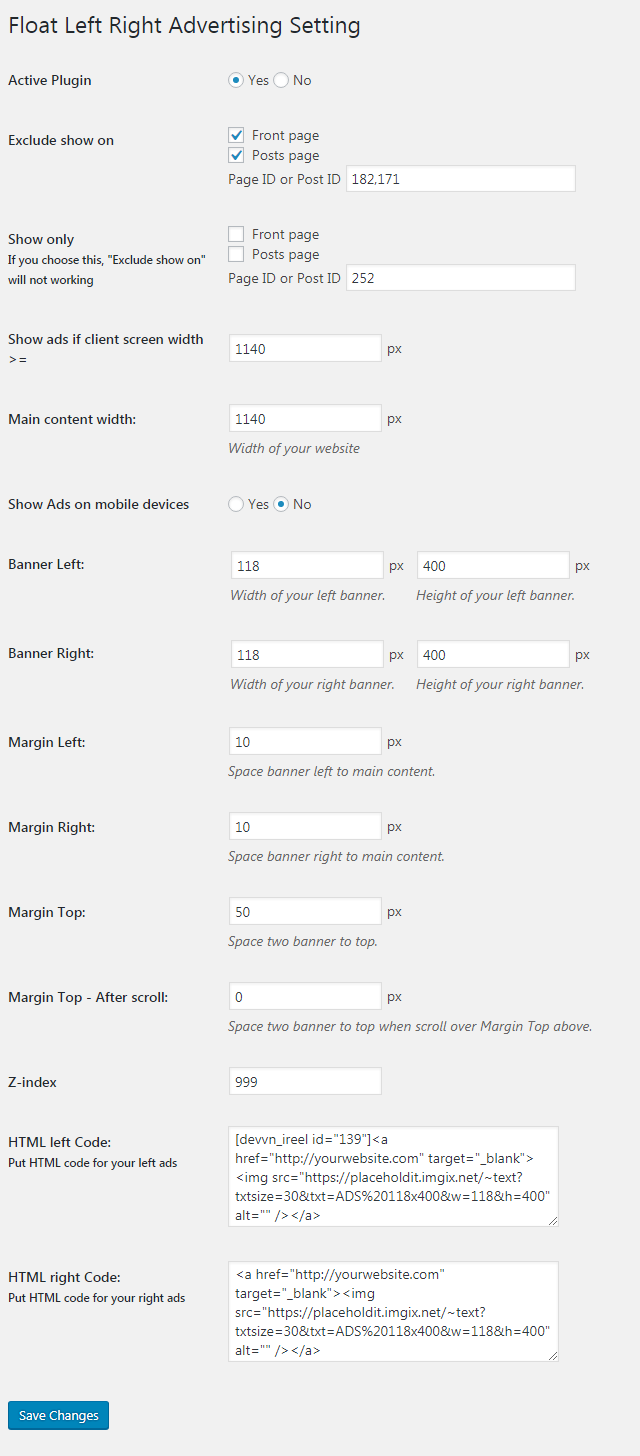 Float Left Right Advertising Setting
Active Plugin
Yes No
Exclude show on
Front page
Posts page
Page ID or Post ID 182,171
Show only
If you choose this, "Exclude show on"
will not working
Front page
Posts page
Page ID or Post ID 252
Show ads if client screen width
>=
1140 px
Main content width:
1140 px
Width of your website
Show Ads on mobile devices
Yes No
Banner Left:
118 px 400 px
Width of your left banner. Height of your left banner.
Banner Right:
118 px 400 px
Width of your right banner. Height of your right banner.
Margin Left:
10 px
Space banner left to main content.
Margin Right:
10 px
Space banner right to main content.
Margin Top:
50 px
Space two banner to top.
Margin Top - After scroll:
0 px
Space two banner to top when scroll over Margin Top above.
Z-index
999
HTML left Code:
Put HTML code for your left ads
[devvn_ireel id="139"]<a
href="http://yourwebsite.com" target="_blank">
<img src="https://placeholdit.imgix.net/~text?
txtsize=30&txt=ADS%20118x400&w=118&h=400"
alt="" /></a>
HTML right Code:
Put HTML code for your right ads
<a href="http://yourwebsite.com"
target="_blank"><img
src="https://placeholdit.imgix.net/~text?
txtsize=30&txt=ADS%20118x400&w=118&h=400"
alt="" /></a>
Save Changes